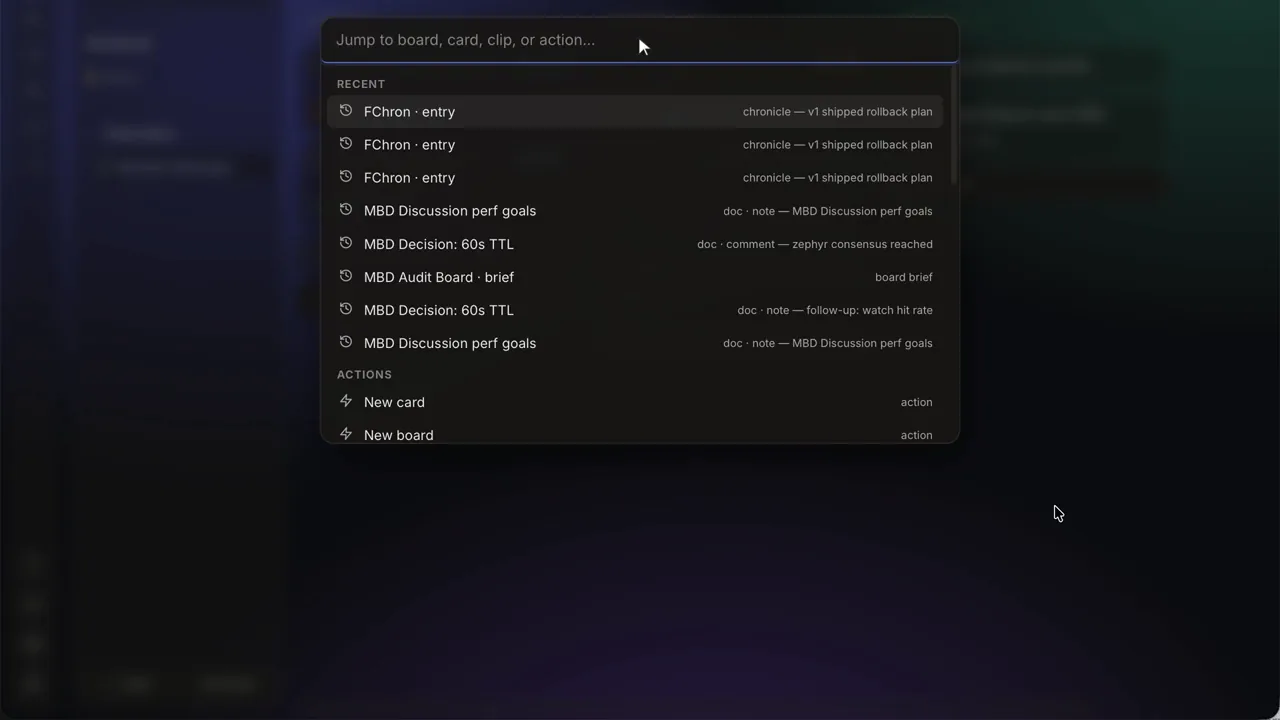 Jump to board, card, clip, or action...
RECENT
FChron · entry chronicle — v1 shipped rollback plan
FChron · entry chronicle — v1 shipped rollback plan
FChron · entry chronicle — v1 shipped rollback plan
MBD Discussion perf goals doc · note — MBD Discussion perf goals
MBD Decision: 60s TTL doc · comment — zephyr consensus reached
MBD Audit Board · brief board brief
MBD Decision: 60s TTL doc · note — follow-up: watch hit rate
MBD Discussion perf goals doc · note — MBD Discussion perf goals
ACTIONS
New card action
New board action